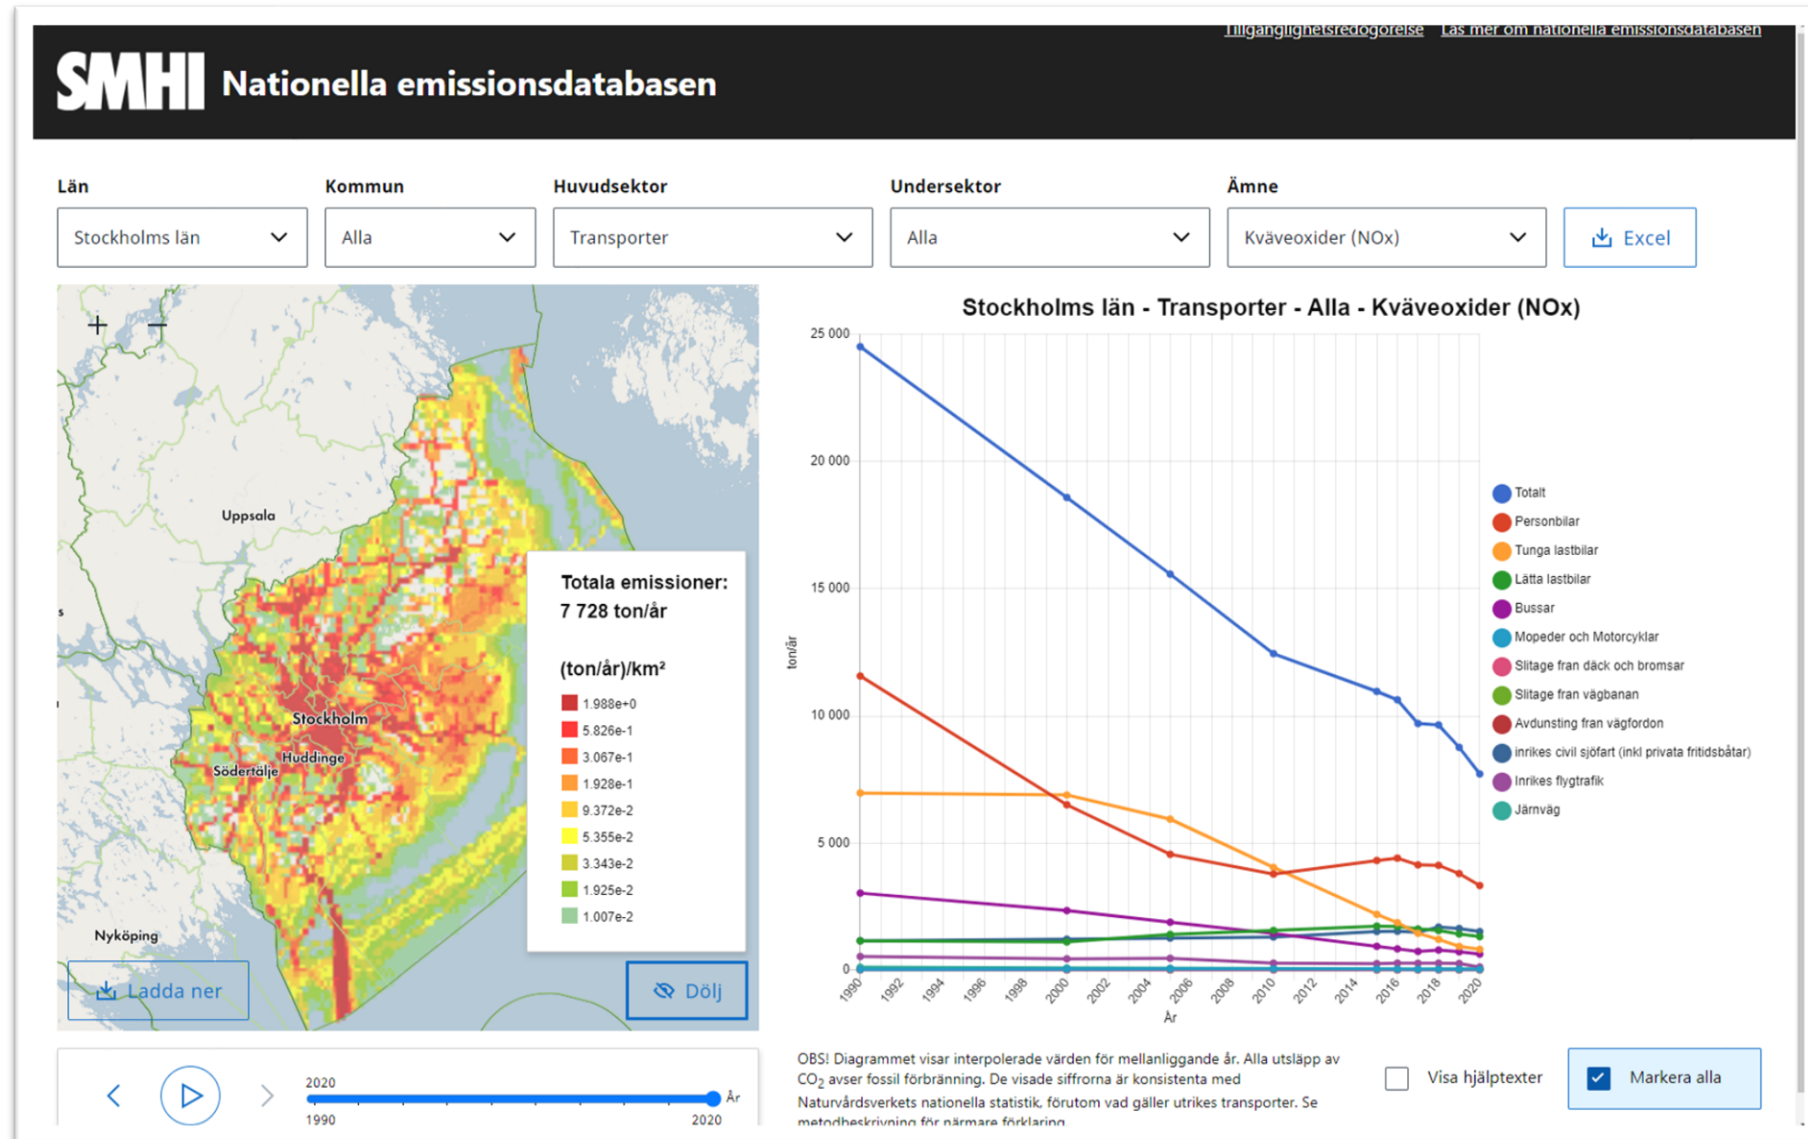 Tillgänglighetsredogörelse Läs mer om nationella emissionsdatabasen
SMHI Nationella emissionsdatabasen
Län Kommun Huvudsektor Undersektor Ämne
Stockholms län Alla Transporter Alla Kväveoxider (NOx) Excel
+ −
Uppsala
Stockholm
Huddinge
Södertälje
Nyköping
Totala emissioner:
7 728 ton/år
(ton/år)/km²
1.988e+0
5.826e-1
3.067e-1
1.928e-1
9.372e-2
5.355e-2
3.343e-2
1.925e-2
1.007e-2
Ladda ner
Dölj
Stockholms län - Transporter - Alla - Kväveoxider (NOx)
25 000
20 000
15 000
10 000
5 000
0
ton/år
1990 1992 1994 1996 1998 2000 2002 2004 2006 2008 2010 2012 2014 2016 2018 2020
År
Totalt
Personbilar
Tunga lastbilar
Lätta lastbilar
Bussar
Mopeder och Motorcyklar
Slitage från däck och bromsar
Slitage från vägbanan
Avdunsting från vägfordon
inrikes civil sjöfart (inkl privata fritidsbåtar)
Inrikes flygtrafik
Järnväg
2020
År
1990 2020
OBS! Diagrammet visar interpolerade värden för mellanliggande år. Alla utsläpp av
CO₂ avser fossil förbränning. De visade siffrorna är konsistenta med
Naturvårdsverkets nationella statistik, förutom vad gäller utrikes transporter. Se
metodbeskrivning för närmare förklaring.
Visa hjälptexter
Markera alla